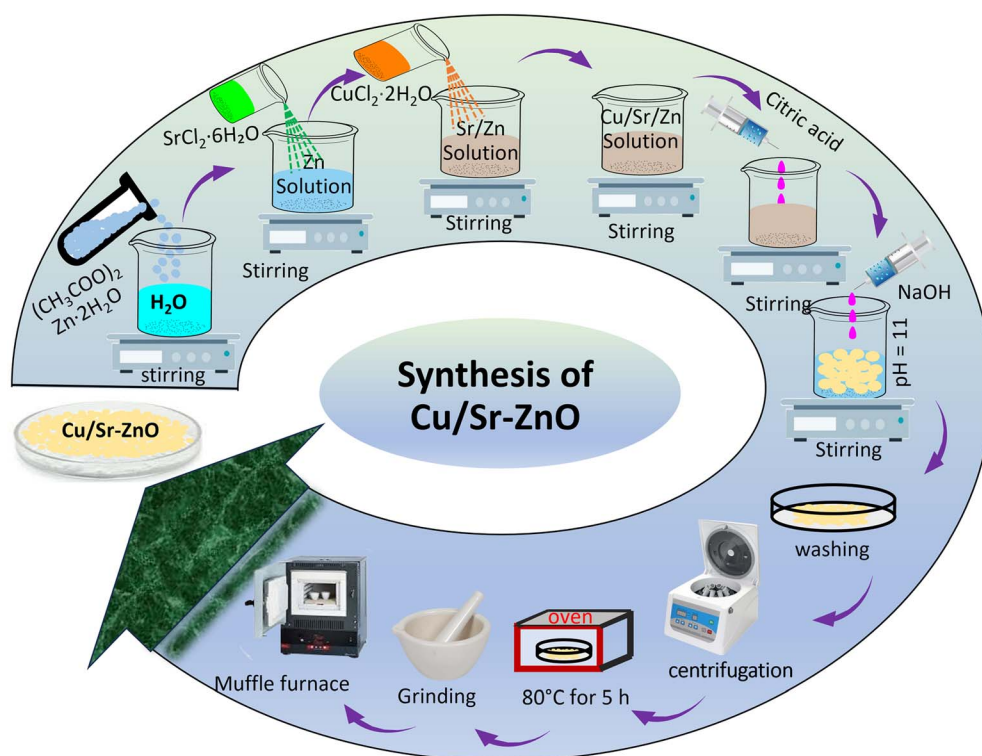 (CH₃COO)₂
Zn·2H₂O
H₂O
stirring
SrCl₂·6H₂O
Zn
Solution
Stirring
CuCl₂·2H₂O
Sr/Zn
Solution
Stirring
Cu/Sr/Zn
Solution
Stirring
Citric acid
Stirring
NaOH
pH = 11
Stirring
washing
centrifugation
oven
80°C for 5 h
Grinding
Muffle furnace
Cu/Sr-ZnO
Synthesis of
Cu/Sr-ZnO